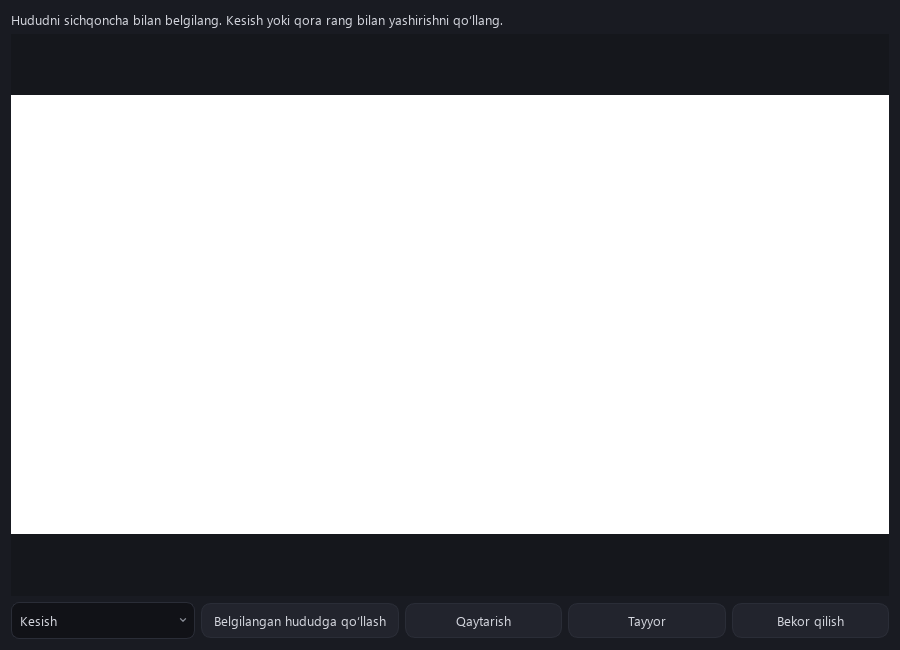 Hududni sichqoncha bilan belgilang. Kesish yoki qora rang bilan yashirishni qo‘llang.
Kesish
Belgilangan hududga qo‘llash
Qaytarish
Tayyor
Bekor qilish